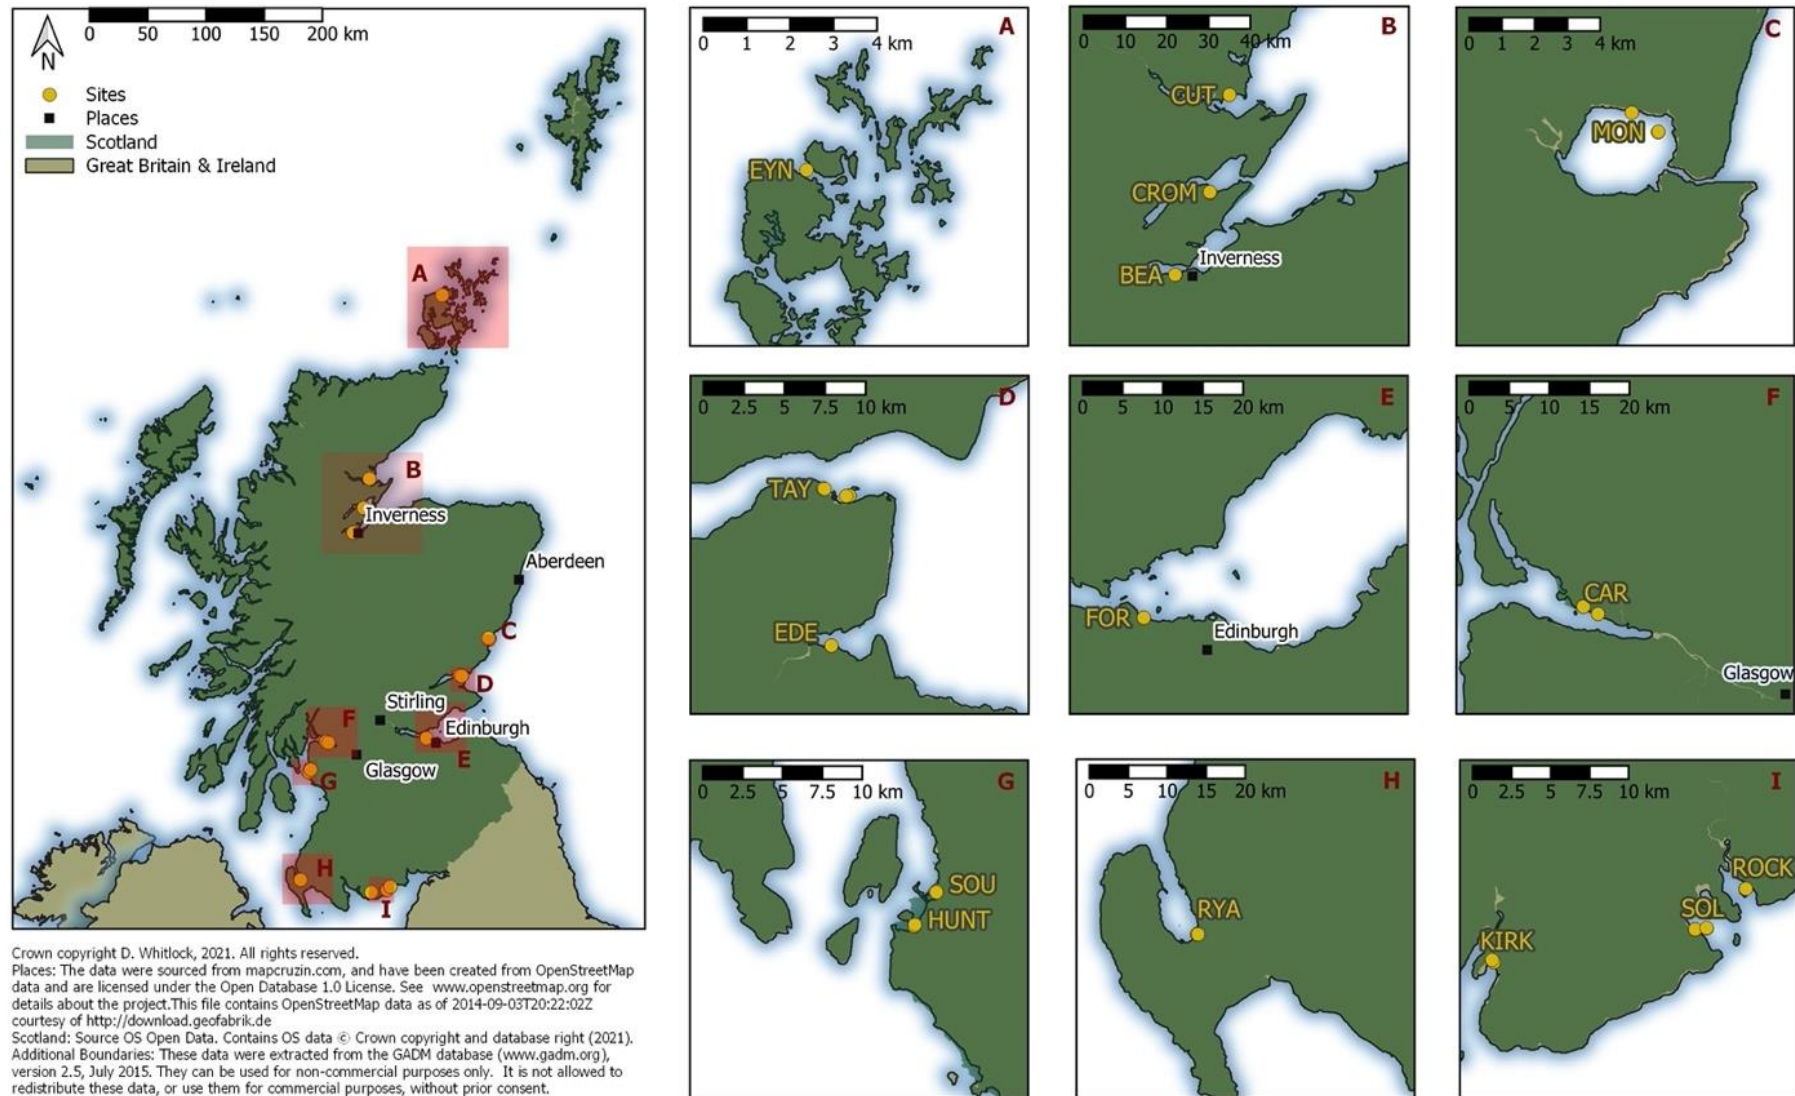 0 50 100 150 200 km
N
Sites
Places
Scotland
Great Britain & Ireland
A
B
Inverness
Aberdeen
C
D
Stirling
F
Edinburgh
E
Glasgow
G
H
I
Crown copyright D. Whitlock, 2021. All rights reserved.
Places: The data were sourced from mapcruzin.com, and have been created from OpenStreetMap
data and are licensed under the Open Database 1.0 License. See www.openstreetmap.org for
details about the project.This file contains OpenStreetMap data as of 2014-09-03T20:22:02Z
courtesy of http://download.geofabrik.de
Scotland: Source OS Open Data. Contains OS data © Crown copyright and database right (2021).
Additional Boundaries: These data were extracted from the GADM database (www.gadm.org),
version 2.5, July 2015. They can be used for non-commercial purposes only. It is not allowed to
redistribute these data, or use them for commercial purposes, without prior consent.
A
0 1 2 3 4 km
EYN
B
0 10 20 30 40 km
CUT
CROM
Inverness
BEA
C
0 1 2 3 4 km
MON
D
0 2.5 5 7.5 10 km
TAY
EDE
E
0 5 10 15 20 km
FOR
Edinburgh
F
0 5 10 15 20 km
CAR
Glasgow
G
0 2.5 5 7.5 10 km
SOU
HUNT
H
0 5 10 15 20 km
RYA
I
0 2.5 5 7.5 10 km
ROCK
SOL
KIRK